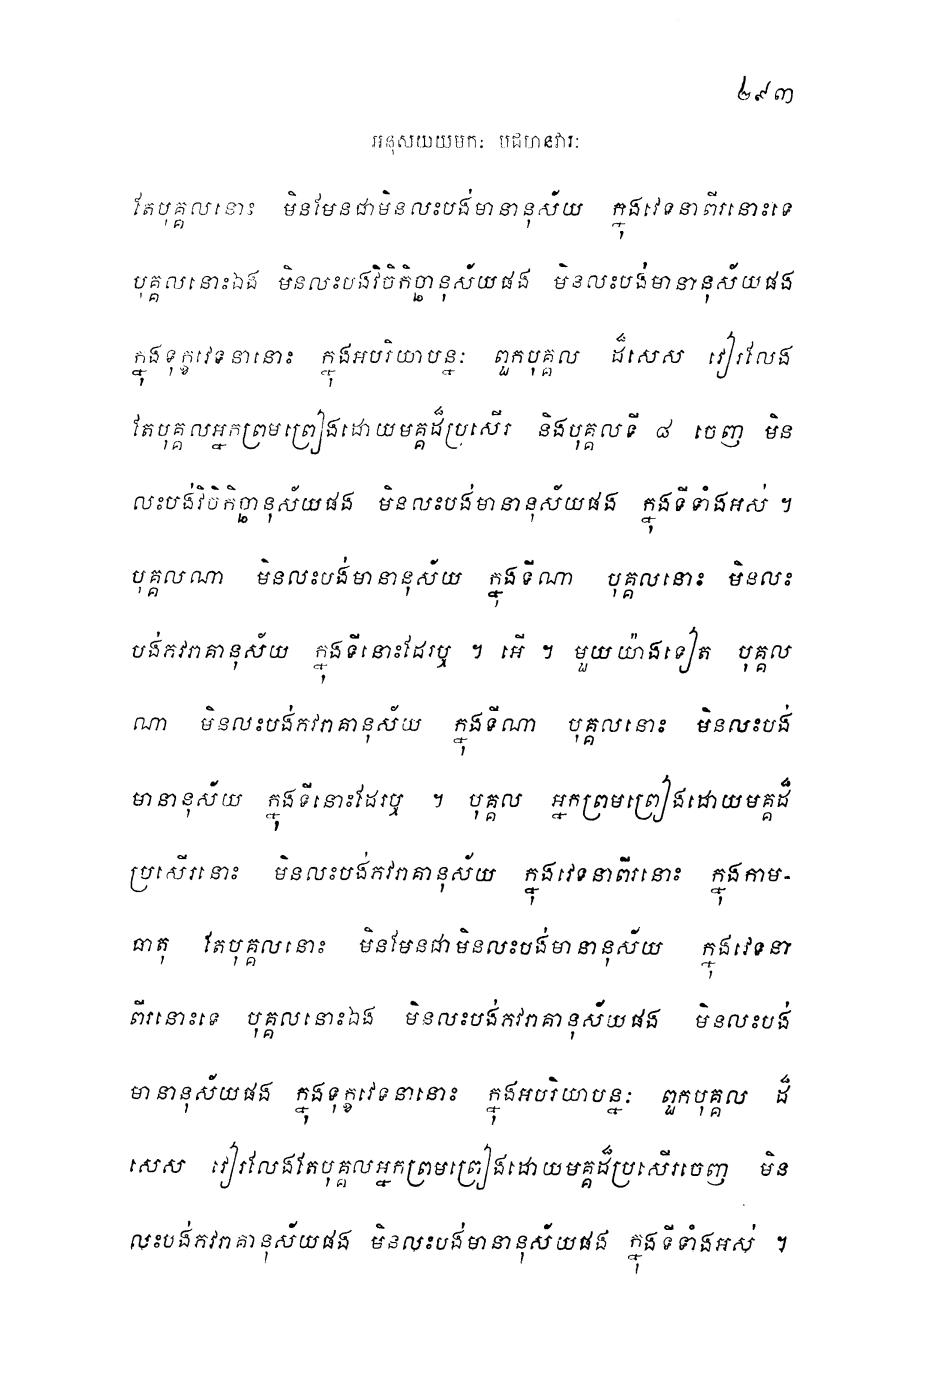 ២៩៣
អនុសយយមកៈ បជហនវារៈ
តែបុគ្គលនោះ មិនមែនជាមិនលះបង់មានានុស័យ ក្នុងវេទនាពីរនោះទេ
បុគ្គលនោះឯង មិនលះបង់វិចិកិច្ឆានុស័យផង មិនលះបង់មានានុស័យផង
ក្នុងទុក្ខវេទនានោះ ក្នុងអបរិយាបន្នៈ ពួកបុគ្គល ដ៏សេស វៀរលែង
តែបុគ្គលអ្នកព្រមព្រៀងដោយមគ្គដ៏ប្រសើរ និងបុគ្គលទី ៨ ចេញ មិន
លះបង់វិចិកិច្ឆានុស័យផង មិនលះបង់មានានុស័យផង ក្នុងទីទាំងអស់ ។
បុគ្គលណា មិនលះបង់មានានុស័យ ក្នុងទីណា បុគ្គលនោះ មិនលះ
បង់ភវរាគានុស័យ ក្នុងទីនោះដែរឬ ។ អើ ។ មួយយ៉ាងទៀត បុគ្គល
ណា មិនលះបង់ភវរាគានុស័យ ក្នុងទីណា បុគ្គលនោះ មិនលះបង់
មានានុស័យ ក្នុងទីនោះដែរឬ ។ បុគ្គល អ្នកព្រមព្រៀងដោយមគ្គដ៏
ប្រសើរនោះ មិនលះបង់ភវរាគានុស័យ ក្នុងវេទនាពីរនោះ ក្នុងកាម-
ធាតុ តែបុគ្គលនោះ មិនមែនជាមិនលះបង់មានានុស័យ ក្នុងវេទនា
ពីរនោះទេ បុគ្គលនោះឯង មិនលះបង់ភវរាគានុស័យផង មិនលះបង់
មានានុស័យផង ក្នុងទុក្ខវេទនានោះ ក្នុងអបរិយាបន្នៈ ពួកបុគ្គល ដ៏
សេស វៀរលែងតែបុគ្គលអ្នកព្រមព្រៀងដោយមគ្គដ៏ប្រសើរចេញ មិន
លះបង់ភវរាគានុស័យផង មិនលះបង់មានានុស័យផង ក្នុងទីទាំងអស់ ។